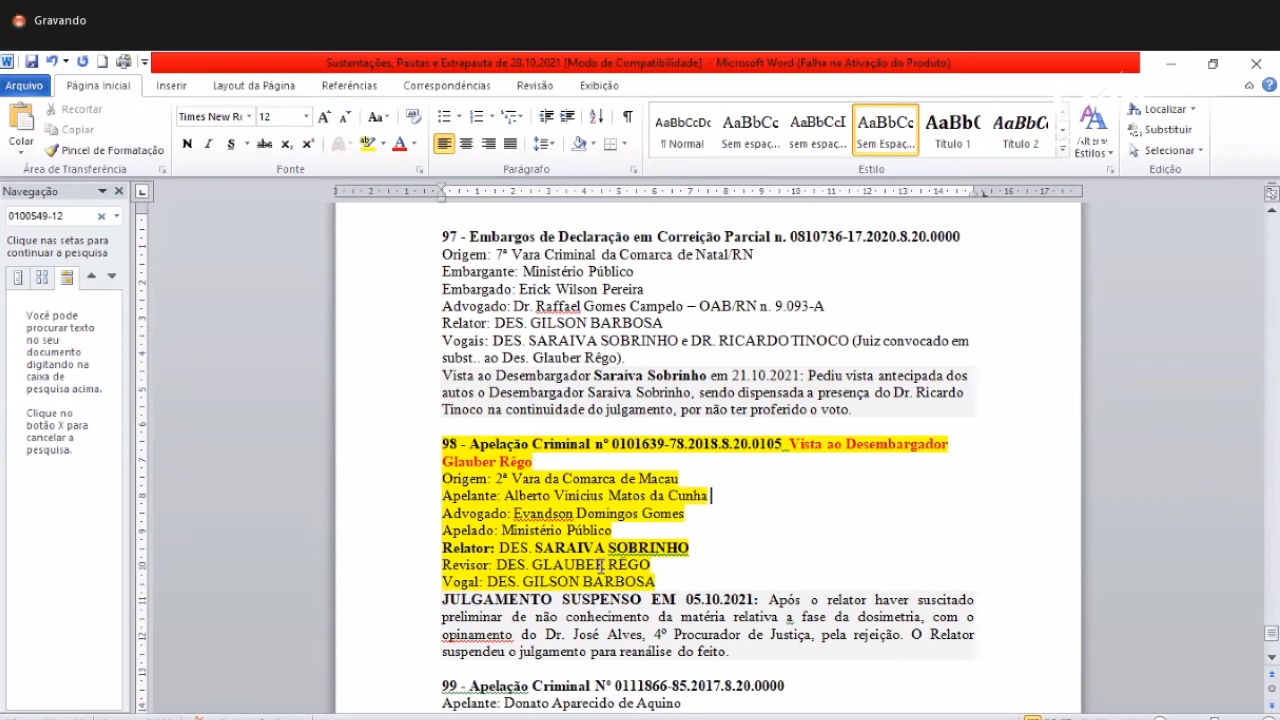 Gravando
Sustentações, Pautas e Extrapauta de 28.10.2021 [Modo de Compatibilidade] - Microsoft Word (Falha na Ativação do Produto)
Arquivo Página Inicial Inserir Layout da Página Referências Correspondências Revisão Exibição
Colar
Recortar
Copiar
Pincel de Formatação
Área de Transferência
Times New Ro 12
Fonte
Parágrafo
AaBbCcDc AaBbCc AaBbCcI AaBbCc AaBbC AaBbCc
¶ Normal Sem espaç... sem espaç... Sem Espaç... Título 1 Título 2
Alterar Estilos
Estilo
Localizar
Substituir
Selecionar
Edição
Navegação
0100549-12
Clique nas setas para
continuar a pesquisa
Você pode
procurar texto
no seu
documento
digitando na
caixa de
pesquisa acima.
Clique no
botão X para
cancelar a
pesquisa.
97 - Embargos de Declaração em Correição Parcial n. 0810736-17.2020.8.20.0000
Origem: 7ª Vara Criminal da Comarca de Natal/RN
Embargante: Ministério Público
Embargado: Erick Wilson Pereira
Advogado: Dr. Raffael Gomes Campelo – OAB/RN n. 9.093-A
Relator: DES. GILSON BARBOSA
Vogais: DES. SARAIVA SOBRINHO e DR. RICARDO TINOCO (Juiz convocado em
subst.. ao Des. Glauber Rêgo).
Vista ao Desembargador Saraiva Sobrinho em 21.10.2021: Pediu vista antecipada dos
autos o Desembargador Saraiva Sobrinho, sendo dispensada a presença do Dr. Ricardo
Tinoco na continuidade do julgamento, por não ter proferido o voto.
98 - Apelação Criminal nº 0101639-78.2018.8.20.0105 Vista ao Desembargador
Glauber Rêgo
Origem: 2ª Vara da Comarca de Macau
Apelante: Alberto Vinicius Matos da Cunha
Advogado: Evandson Domingos Gomes
Apelado: Ministério Público
Relator: DES. SARAIVA SOBRINHO
Revisor: DES. GLAUBER RÊGO
Vogal: DES. GILSON BARBOSA
JULGAMENTO SUSPENSO EM 05.10.2021: Após o relator haver suscitado
preliminar de não conhecimento da matéria relativa a fase da dosimetria, com o
opinamento do Dr. José Alves, 4º Procurador de Justiça, pela rejeição. O Relator
suspendeu o julgamento para reanálise do feito.
99 - Apelação Criminal Nº 0111866-85.2017.8.20.0000
Apelante: Donato Aparecido de Aquino